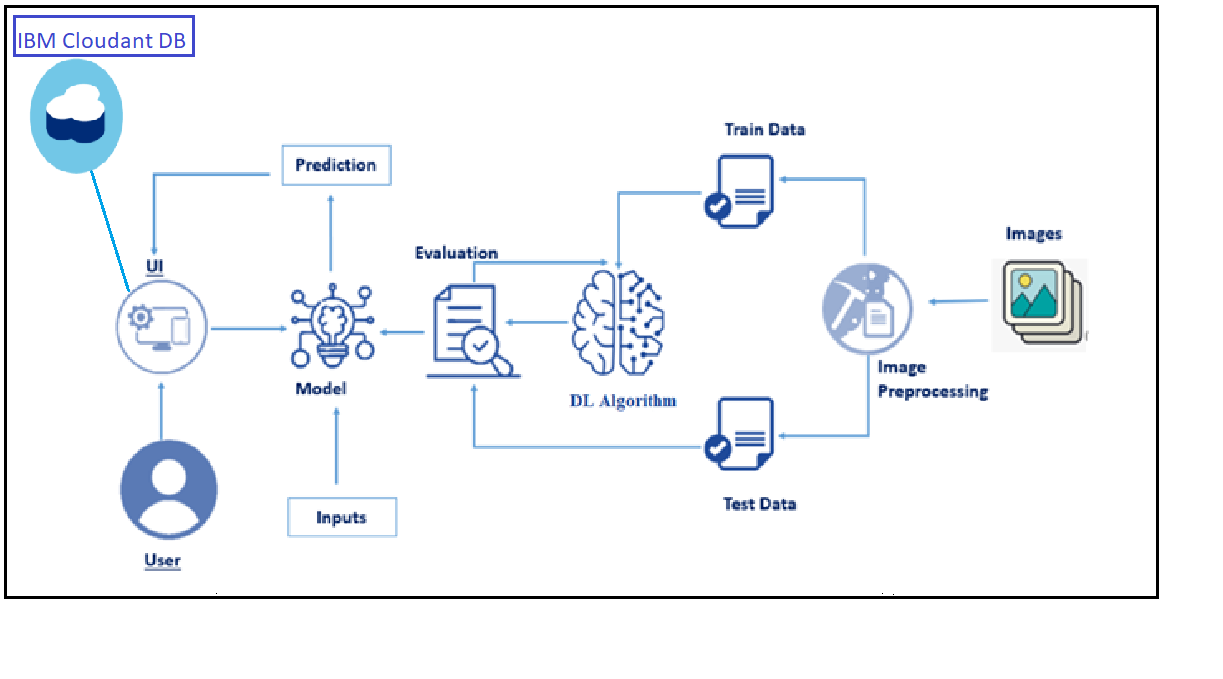 IBM Cloudant DB
Train Data
Prediction
Images
Evaluation
UI
Image
Preprocessing
Model
DL Algorithm
Test Data
Inputs
User